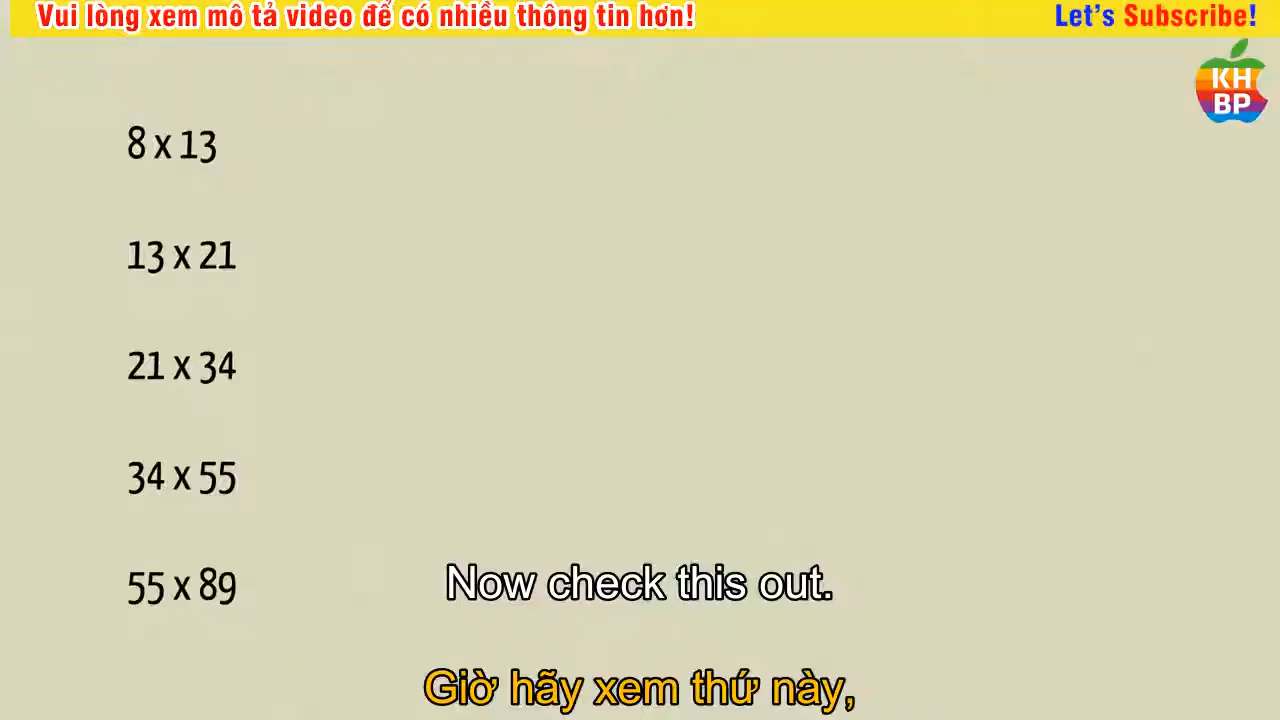 Vui lòng xem mô tả video để có nhiều thông tin hơn!
Let's Subscribe!
KH
BP
8 x 13
13 x 21
21 x 34
34 x 55
55 x 89
Now check this out.
Giờ hãy xem thứ này,